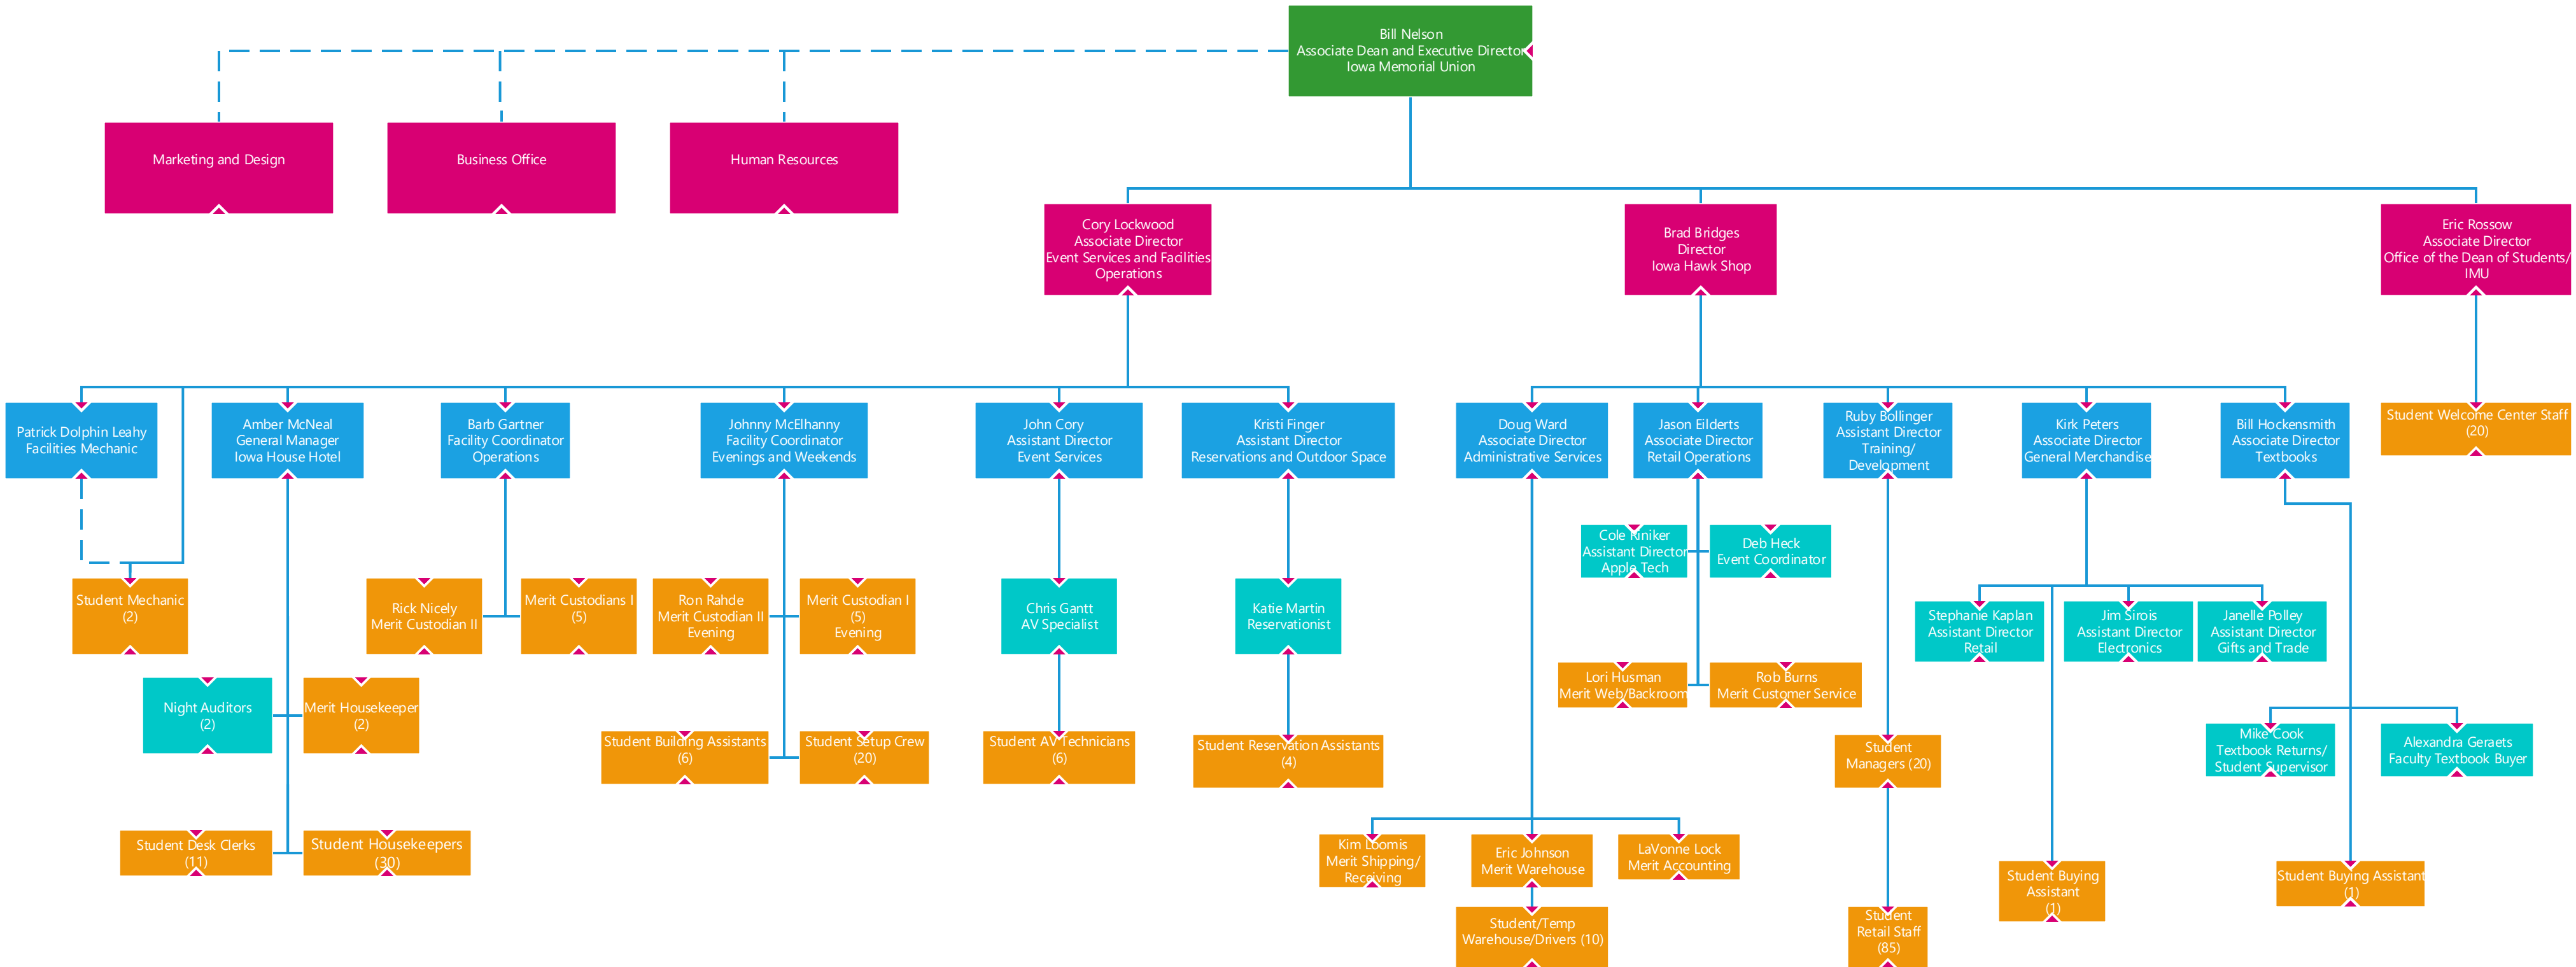 Bill Nelson
Associate Dean and Executive Director
Iowa Memorial Union
Marketing and Design
Business Office
Human Resources
Cory Lockwood
Associate Director
Event Services and Facilities
Operations
Brad Bridges
Director
Iowa Hawk Shop
Eric Rossow
Associate Director
Office of the Dean of Students/
IMU
Patrick Dolphin Leahy
Facilities Mechanic
Amber McNeal
General Manager
Iowa House Hotel
Barb Gartner
Facility Coordinator
Operations
Johnny McElhanny
Facility Coordinator
Evenings and Weekends
John Cory
Assistant Director
Event Services
Kristi Finger
Assistant Director
Reservations and Outdoor Space
Doug Ward
Associate Director
Administrative Services
Jason Eilderts
Associate Director
Retail Operations
Ruby Bollinger
Assistant Director
Training/
Development
Kirk Peters
Associate Director
General Merchandise
Bill Hockensmith
Associate Director
Textbooks
Student Welcome Center Staff
(20)
Cole Kiniker
Assistant Director
Apple Tech
Deb Heck
Event Coordinator
Student Mechanic
(2)
Rick Nicely
Merit Custodian II
Merit Custodians I
(5)
Ron Rahde
Merit Custodian II
Evening
Merit Custodian I
(5)
Evening
Chris Gantt
AV Specialist
Katie Martin
Reservationist
Stephanie Kaplan
Assistant Director
Retail
Jim Sirois
Assistant Director
Electronics
Janelle Polley
Assistant Director
Gifts and Trade
Night Auditors
(2)
Merit Housekeeper
(2)
Lori Husman
Merit Web/Backroom
Rob Burns
Merit Customer Service
Student Building Assistants
(6)
Student Setup Crew
(20)
Student AV Technicians
(6)
Student Reservation Assistants
(4)
Student
Managers (20)
Mike Cook
Textbook Returns/
Student Supervisor
Alexandra Geraets
Faculty Textbook Buyer
Student Desk Clerks
(11)
Student Housekeepers
(30)
Kim Loomis
Merit Shipping/
Receiving
Eric Johnson
Merit Warehouse
LaVonne Lock
Merit Accounting
Student Buying
Assistant
(1)
Student Buying Assistant
(1)
Student/Temp
Warehouse/Drivers (10)
Student
Retail Staff
(85)